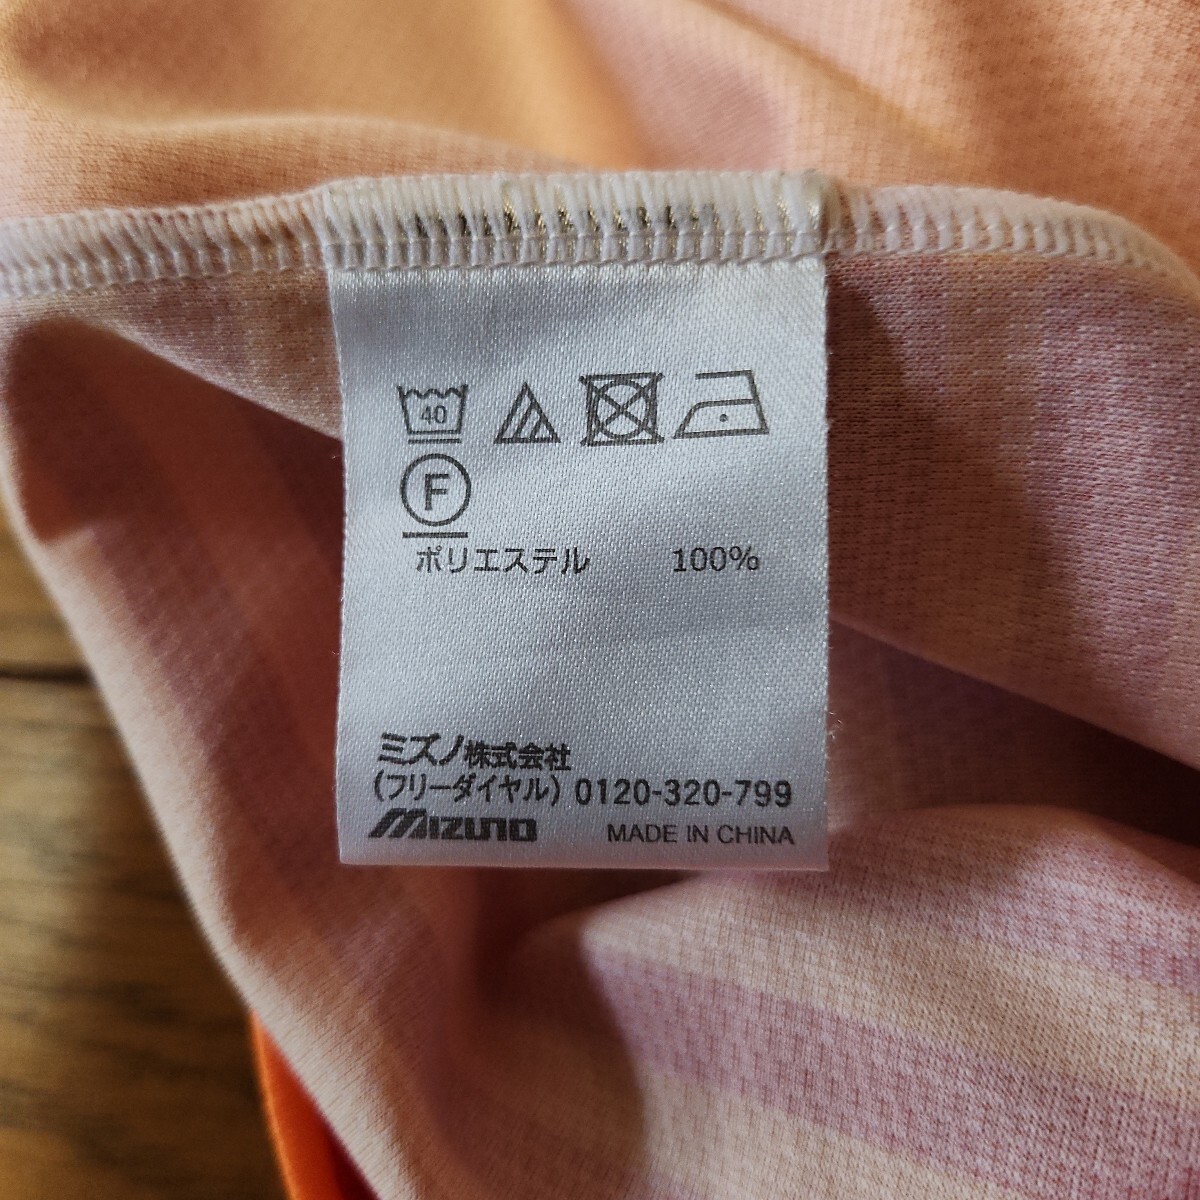 40
F
ポリエステル 100%
ミズノ株式会社
(フリーダイヤル) 0120-320-799
MIZUNO MADE IN CHINA